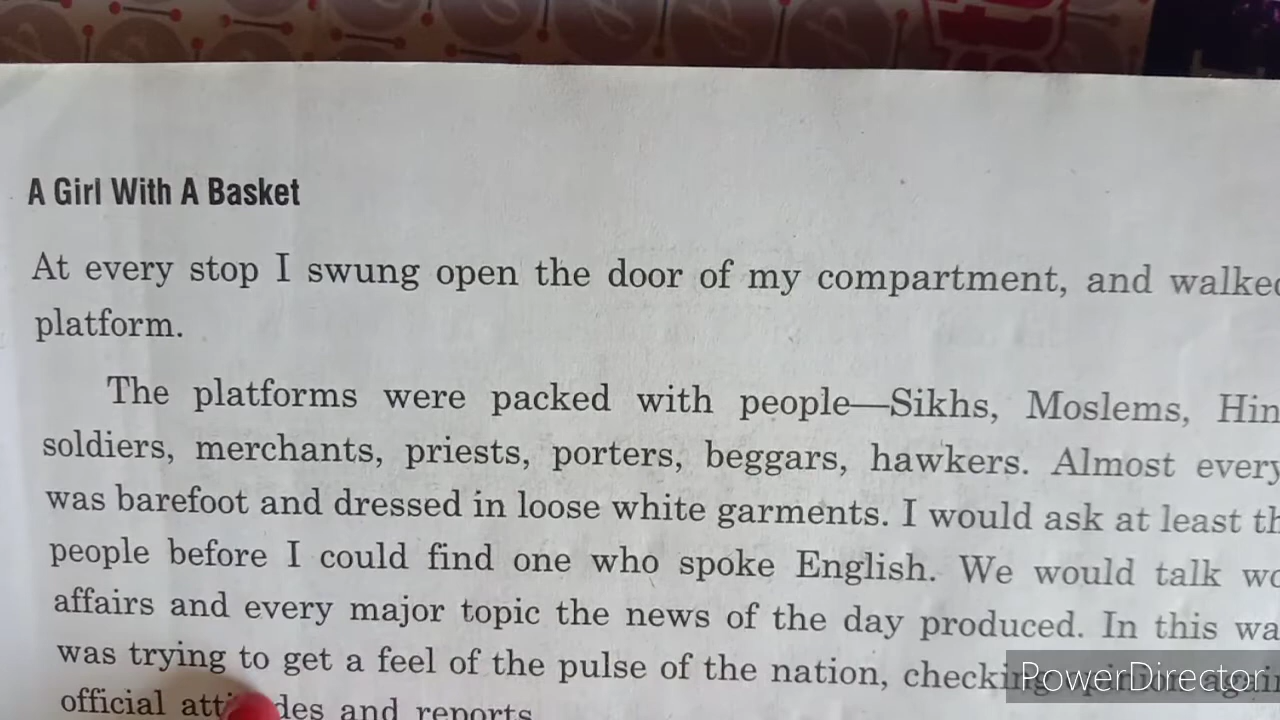 A Girl With A Basket
At every stop I swung open the door of my compartment, and walked
platform.
The platforms were packed with people—Sikhs, Moslems, Hin
soldiers, merchants, priests, porters, beggars, hawkers. Almost every
was barefoot and dressed in loose white garments. I would ask at least th
people before I could find one who spoke English. We would talk wo
affairs and every major topic the news of the day produced. In this wa
was trying to get a feel of the pulse of the nation, checking
official and reports
PowerDirector